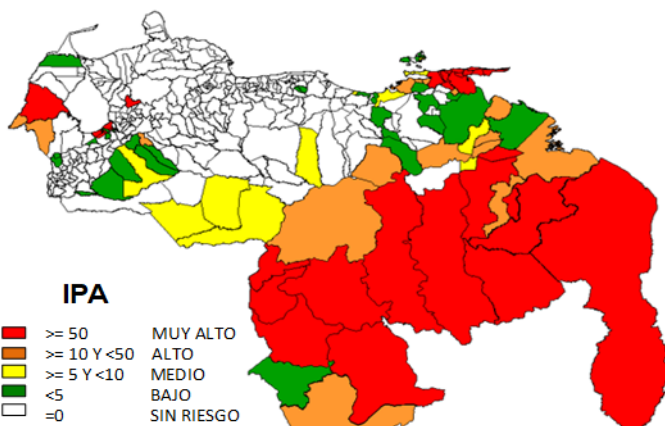 IPA
>= 50 MUY ALTO
>= 10 Y <50 ALTO
>= 5 Y <10 MEDIO
<5 BAJO
=0 SIN RIESGO